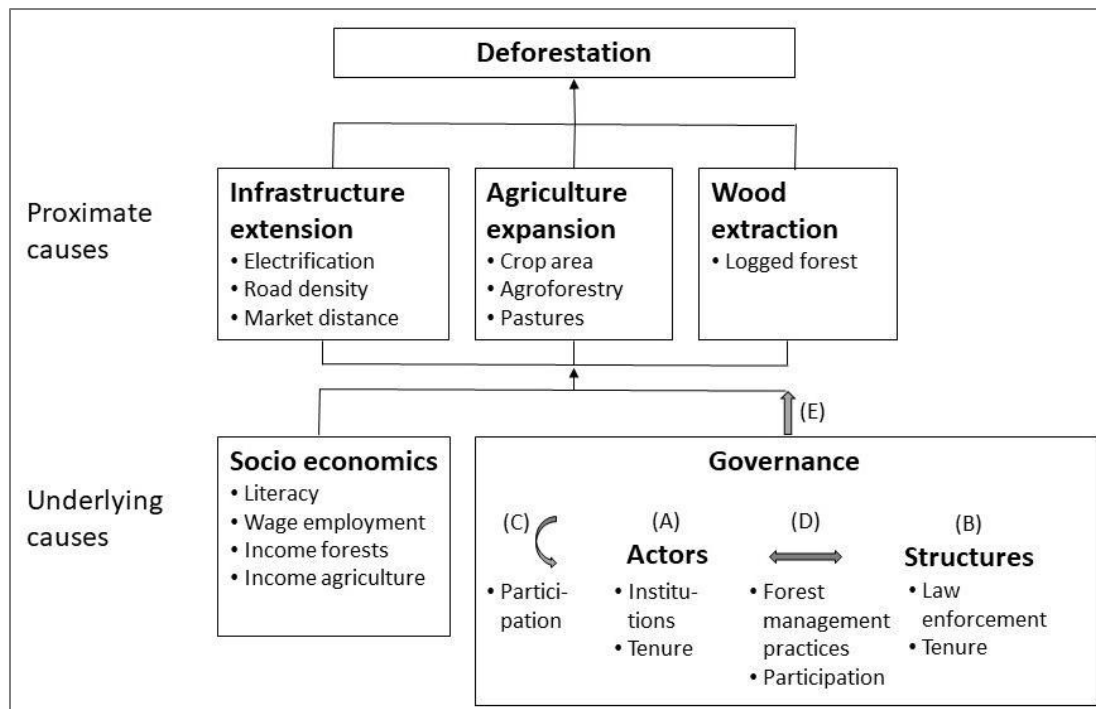 Deforestation
Proximate
causes
Infrastructure
extension
• Electrification
• Road density
• Market distance
Agriculture
expansion
• Crop area
• Agroforestry
• Pastures
Wood
extraction
• Logged forest
(E)
Underlying
causes
Socio economics
• Literacy
• Wage employment
• Income forests
• Income agriculture
Governance
(C)
• Partici-
pation
(A)
Actors
• Institu-
tions
• Tenure
(D)
• Forest
management
practices
• Participation
(B)
Structures
• Law
enforcement
• Tenure